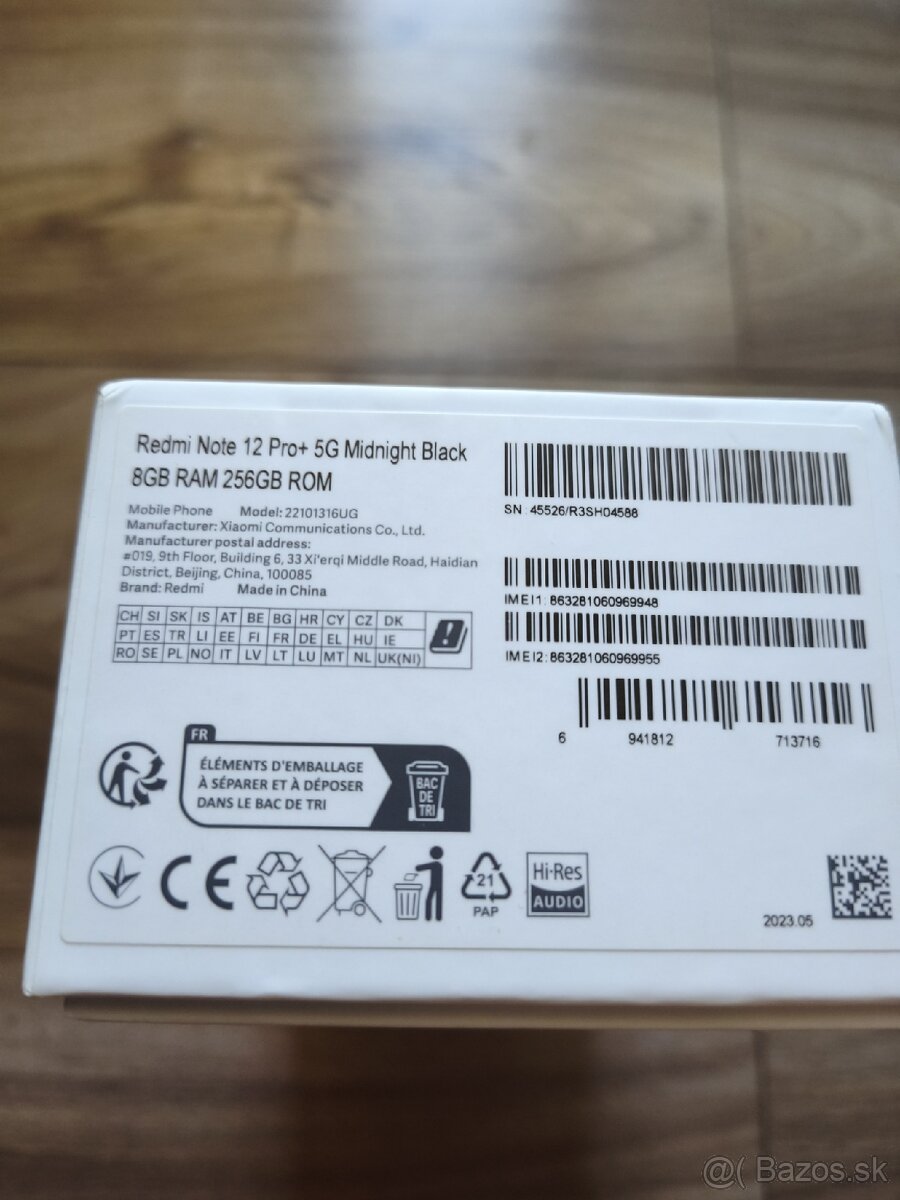 Redmi Note 12 Pro+ 5G Midnight Black
8GB RAM 256GB ROM
Mobile Phone Model: 22101316UG
Manufacturer: Xiaomi Communications Co., Ltd.
Manufacturer postal address:
#019, 9th Floor, Building 6, 33 Xi'erqi Middle Road, Haidian
District, Beijing, China, 100085
Brand: Redmi Made in China
CH SI SK IS AT BE BG HR CY CZ DK
PT ES TR LI EE FI FR DE EL HU IE
RO SE PL NO IT LV LT LU MT NL UK(NI)
SN: 45526/R3SH04588
IMEI1: 863281060969948
IMEI2: 863281060969955
6 941812 713716
FR
ÉLÉMENTS D'EMBALLAGE
À SÉPARER ET À DÉPOSER
DANS LE BAC DE TRI
BAC
DE
TRI
CE
21
PAP
Hi-Res
AUDIO
2023.05
@( Bazos.sk